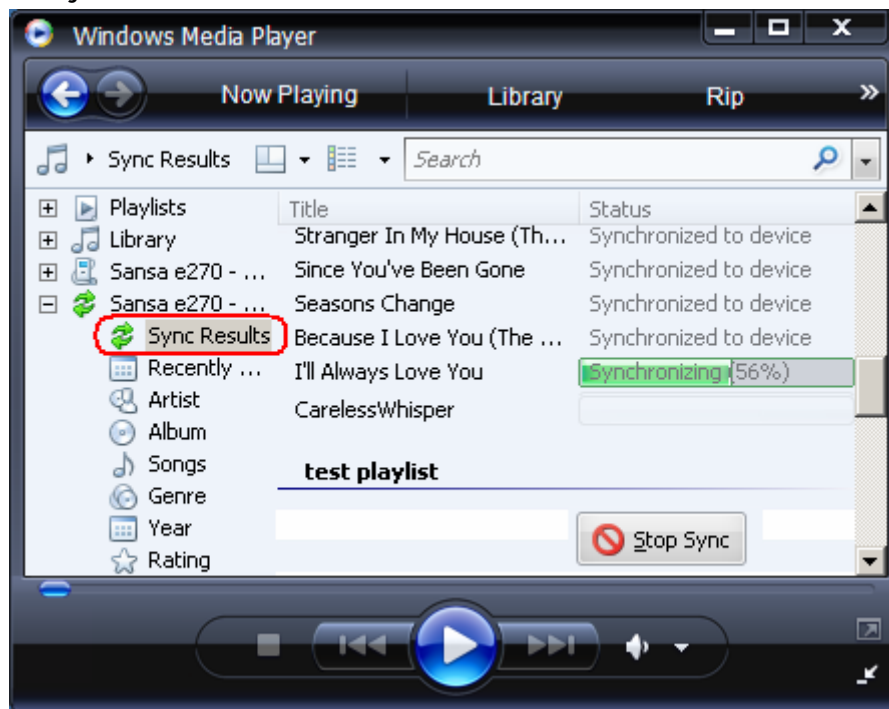 Windows Media Player
Now Playing Library Rip »
Sync Results Search
Playlists
Library
Sansa e270 - ...
Sansa e270 - ...
Sync Results
Recently ...
Artist
Album
Songs
Genre
Year
Rating
Title Status
Stranger In My House (Th... Synchronized to device
Since You've Been Gone Synchronized to device
Seasons Change Synchronized to device
Because I Love You (The ... Synchronized to device
I'll Always Love You Synchronizing (56%)
CarelessWhisper
test playlist
Stop Sync